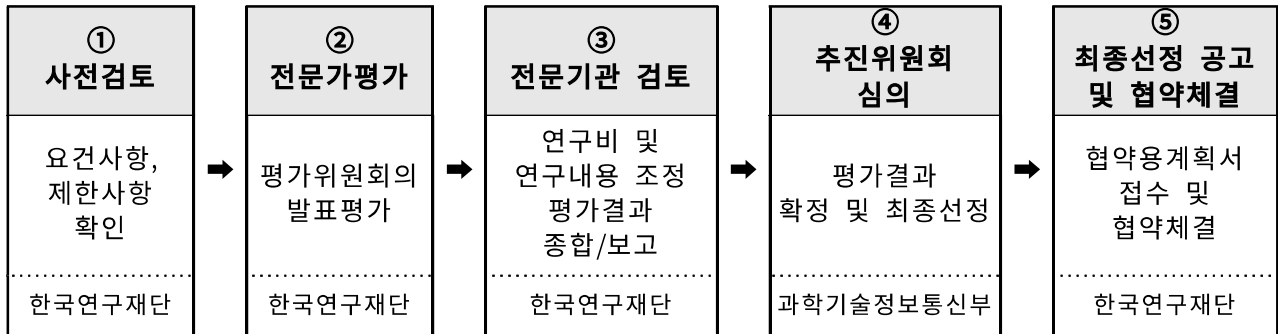 ①
사전검토
요건사항,
제한사항
확인
한국연구재단
➡
②
전문가평가
평가위원회의
발표평가
한국연구재단
➡
③
전문기관 검토
연구비 및
연구내용 조정
평가결과
종합/보고
한국연구재단
➡
④
추진위원회
심의
평가결과
확정 및 최종선정
과학기술정보통신부
➡
⑤
최종선정 공고
및 협약체결
협약용계획서
접수 및
협약체결
한국연구재단